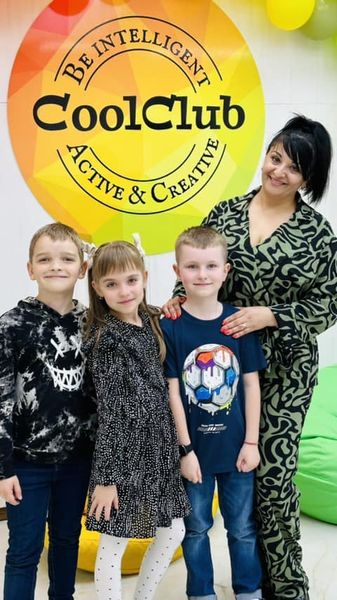 BE INTELLIGENT
CoolClub
ACTIVE & CREATIVE